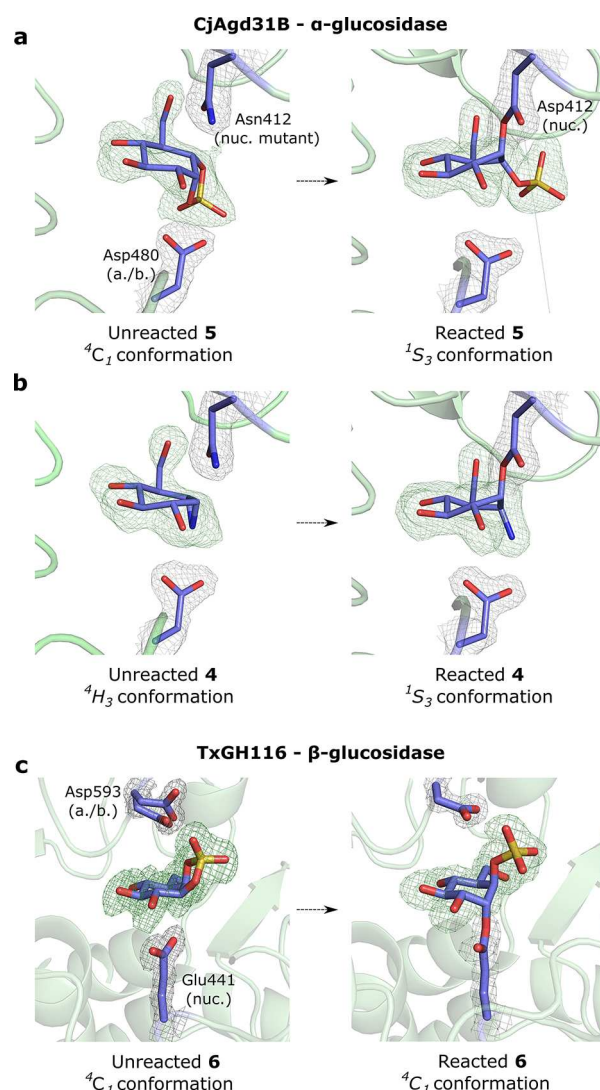 CjAgd31B - α-glucosidase
a
Asn412
(nuc. mutant)
Asp412
(nuc.)
Asp480
(a./b.)
Unreacted 5
⁴C₁ conformation
Reacted 5
¹S₃ conformation
b
Unreacted 4
⁴H₃ conformation
Reacted 4
¹S₃ conformation
TxGH116 - β-glucosidase
c
Asp593
(a./b.)
Glu441
(nuc.)
Unreacted 6
⁴C₁ conformation
Reacted 6
⁴C₁ conformation